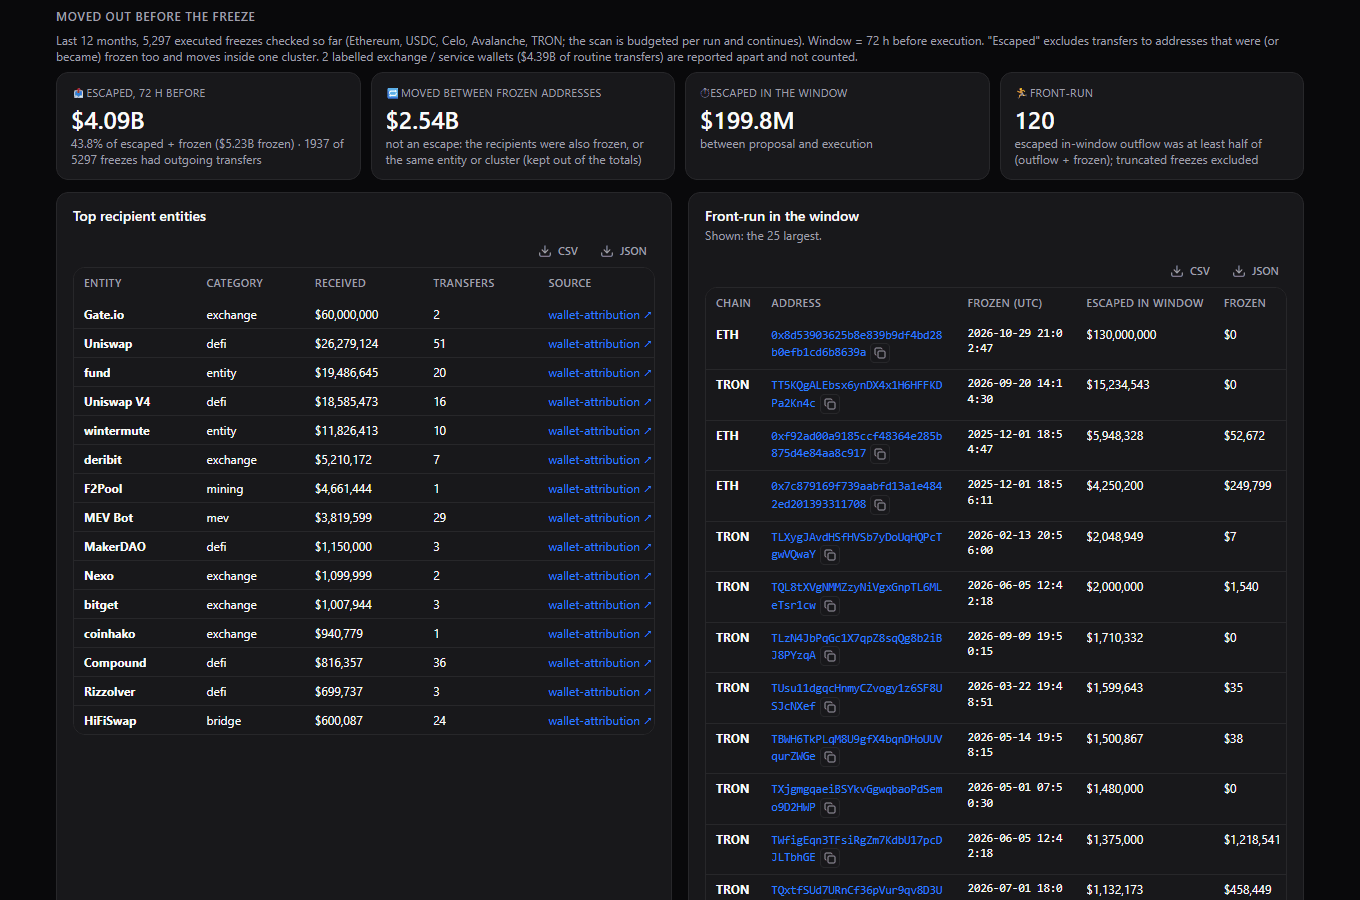 MOVED OUT BEFORE THE FREEZE
Last 12 months, 5,297 executed freezes checked so far (Ethereum, USDC, Celo, Avalanche, TRON; the scan is budgeted per run and continues). Window = 72 h before execution. "Escaped" excludes transfers to addresses that were (or
became) frozen too and moves inside one cluster. 2 labelled exchange / service wallets ($4.39B of routine transfers) are reported apart and not counted.
ESCAPED, 72 H BEFORE
$4.09B
43.8% of escaped + frozen ($5.23B frozen) · 1937 of
5297 freezes had outgoing transfers
MOVED BETWEEN FROZEN ADDRESSES
$2.54B
not an escape: the recipients were also frozen, or
the same entity or cluster (kept out of the totals)
ESCAPED IN THE WINDOW
$199.8M
between proposal and execution
FRONT-RUN
120
escaped in-window outflow was at least half of
(outflow + frozen); truncated freezes excluded
Top recipient entities
CSV JSON
ENTITY CATEGORY RECEIVED TRANSFERS SOURCE
Gate.io exchange $60,000,000 2 wallet-attribution ↗
Uniswap defi $26,279,124 51 wallet-attribution ↗
fund entity $19,486,645 20 wallet-attribution ↗
Uniswap V4 defi $18,585,473 16 wallet-attribution ↗
wintermute entity $11,826,413 10 wallet-attribution ↗
deribit exchange $5,210,172 7 wallet-attribution ↗
F2Pool mining $4,661,444 1 wallet-attribution ↗
MEV Bot mev $3,819,599 29 wallet-attribution ↗
MakerDAO defi $1,150,000 3 wallet-attribution ↗
Nexo exchange $1,099,999 2 wallet-attribution ↗
bitget exchange $1,007,944 3 wallet-attribution ↗
coinhako exchange $940,779 1 wallet-attribution ↗
Compound defi $816,357 36 wallet-attribution ↗
Rizzolver defi $699,737 3 wallet-attribution ↗
HiFiSwap bridge $600,087 24 wallet-attribution ↗
Front-run in the window
Shown: the 25 largest.
CSV JSON
CHAIN ADDRESS FROZEN (UTC) ESCAPED IN WINDOW FROZEN
ETH 0x8d53903625b8e839b9df4bd28 2026-10-29 21:0 $130,000,000 $0
b0efb1cd6b8639a 2:47
TRON TT5KQgALEbsx6ynDX4x1H6HFFKD 2026-09-20 14:1 $15,234,543 $0
Pa2Kn4c 4:30
ETH 0xf92ad00a9185ccf48364e285b 2025-12-01 18:5 $5,948,328 $52,672
875d4e84aa8c917 4:47
ETH 0x7c879169f739aabfd13a1e484 2025-12-01 18:5 $4,250,200 $249,799
2ed201393311708 6:11
TRON TLXygJAvdHSfHVSb7yDoUqHQPcT 2026-02-13 20:5 $2,048,949 $7
gwVQwaY 6:00
TRON TQL8tXVgNMMZzyNiVgxGnpTL6ML 2026-06-05 12:4 $2,000,000 $1,540
eTsr1cw 2:18
TRON TLzN4JbPqGc1X7qpZ8sqQg8b2iB 2026-09-09 19:5 $1,710,332 $0
J8PYzqA 0:15
TRON TUsu11dgqcHnmyCZvogy1z6SF8U 2026-03-22 19:4 $1,599,643 $35
SJcNXef 8:51
TRON TBWH6TkPLqM8U9gfX4bqnDHoUUV 2026-05-14 19:5 $1,500,867 $38
qurZWGe 8:15
TRON TXjgmgqaeiBSYkvGgwqbaoPdSem 2026-05-01 07:5 $1,480,000 $0
o9D2HWP 0:30
TRON TWfigEqn3TFsiRgZm7KdbU17pcD 2026-06-05 12:4 $1,375,000 $1,218,541
JLTbhGE 2:18
TRON TQxtfSUd7URnCf36pVur9qv8D3U 2026-07-01 18:0 $1,132,173 $458,449